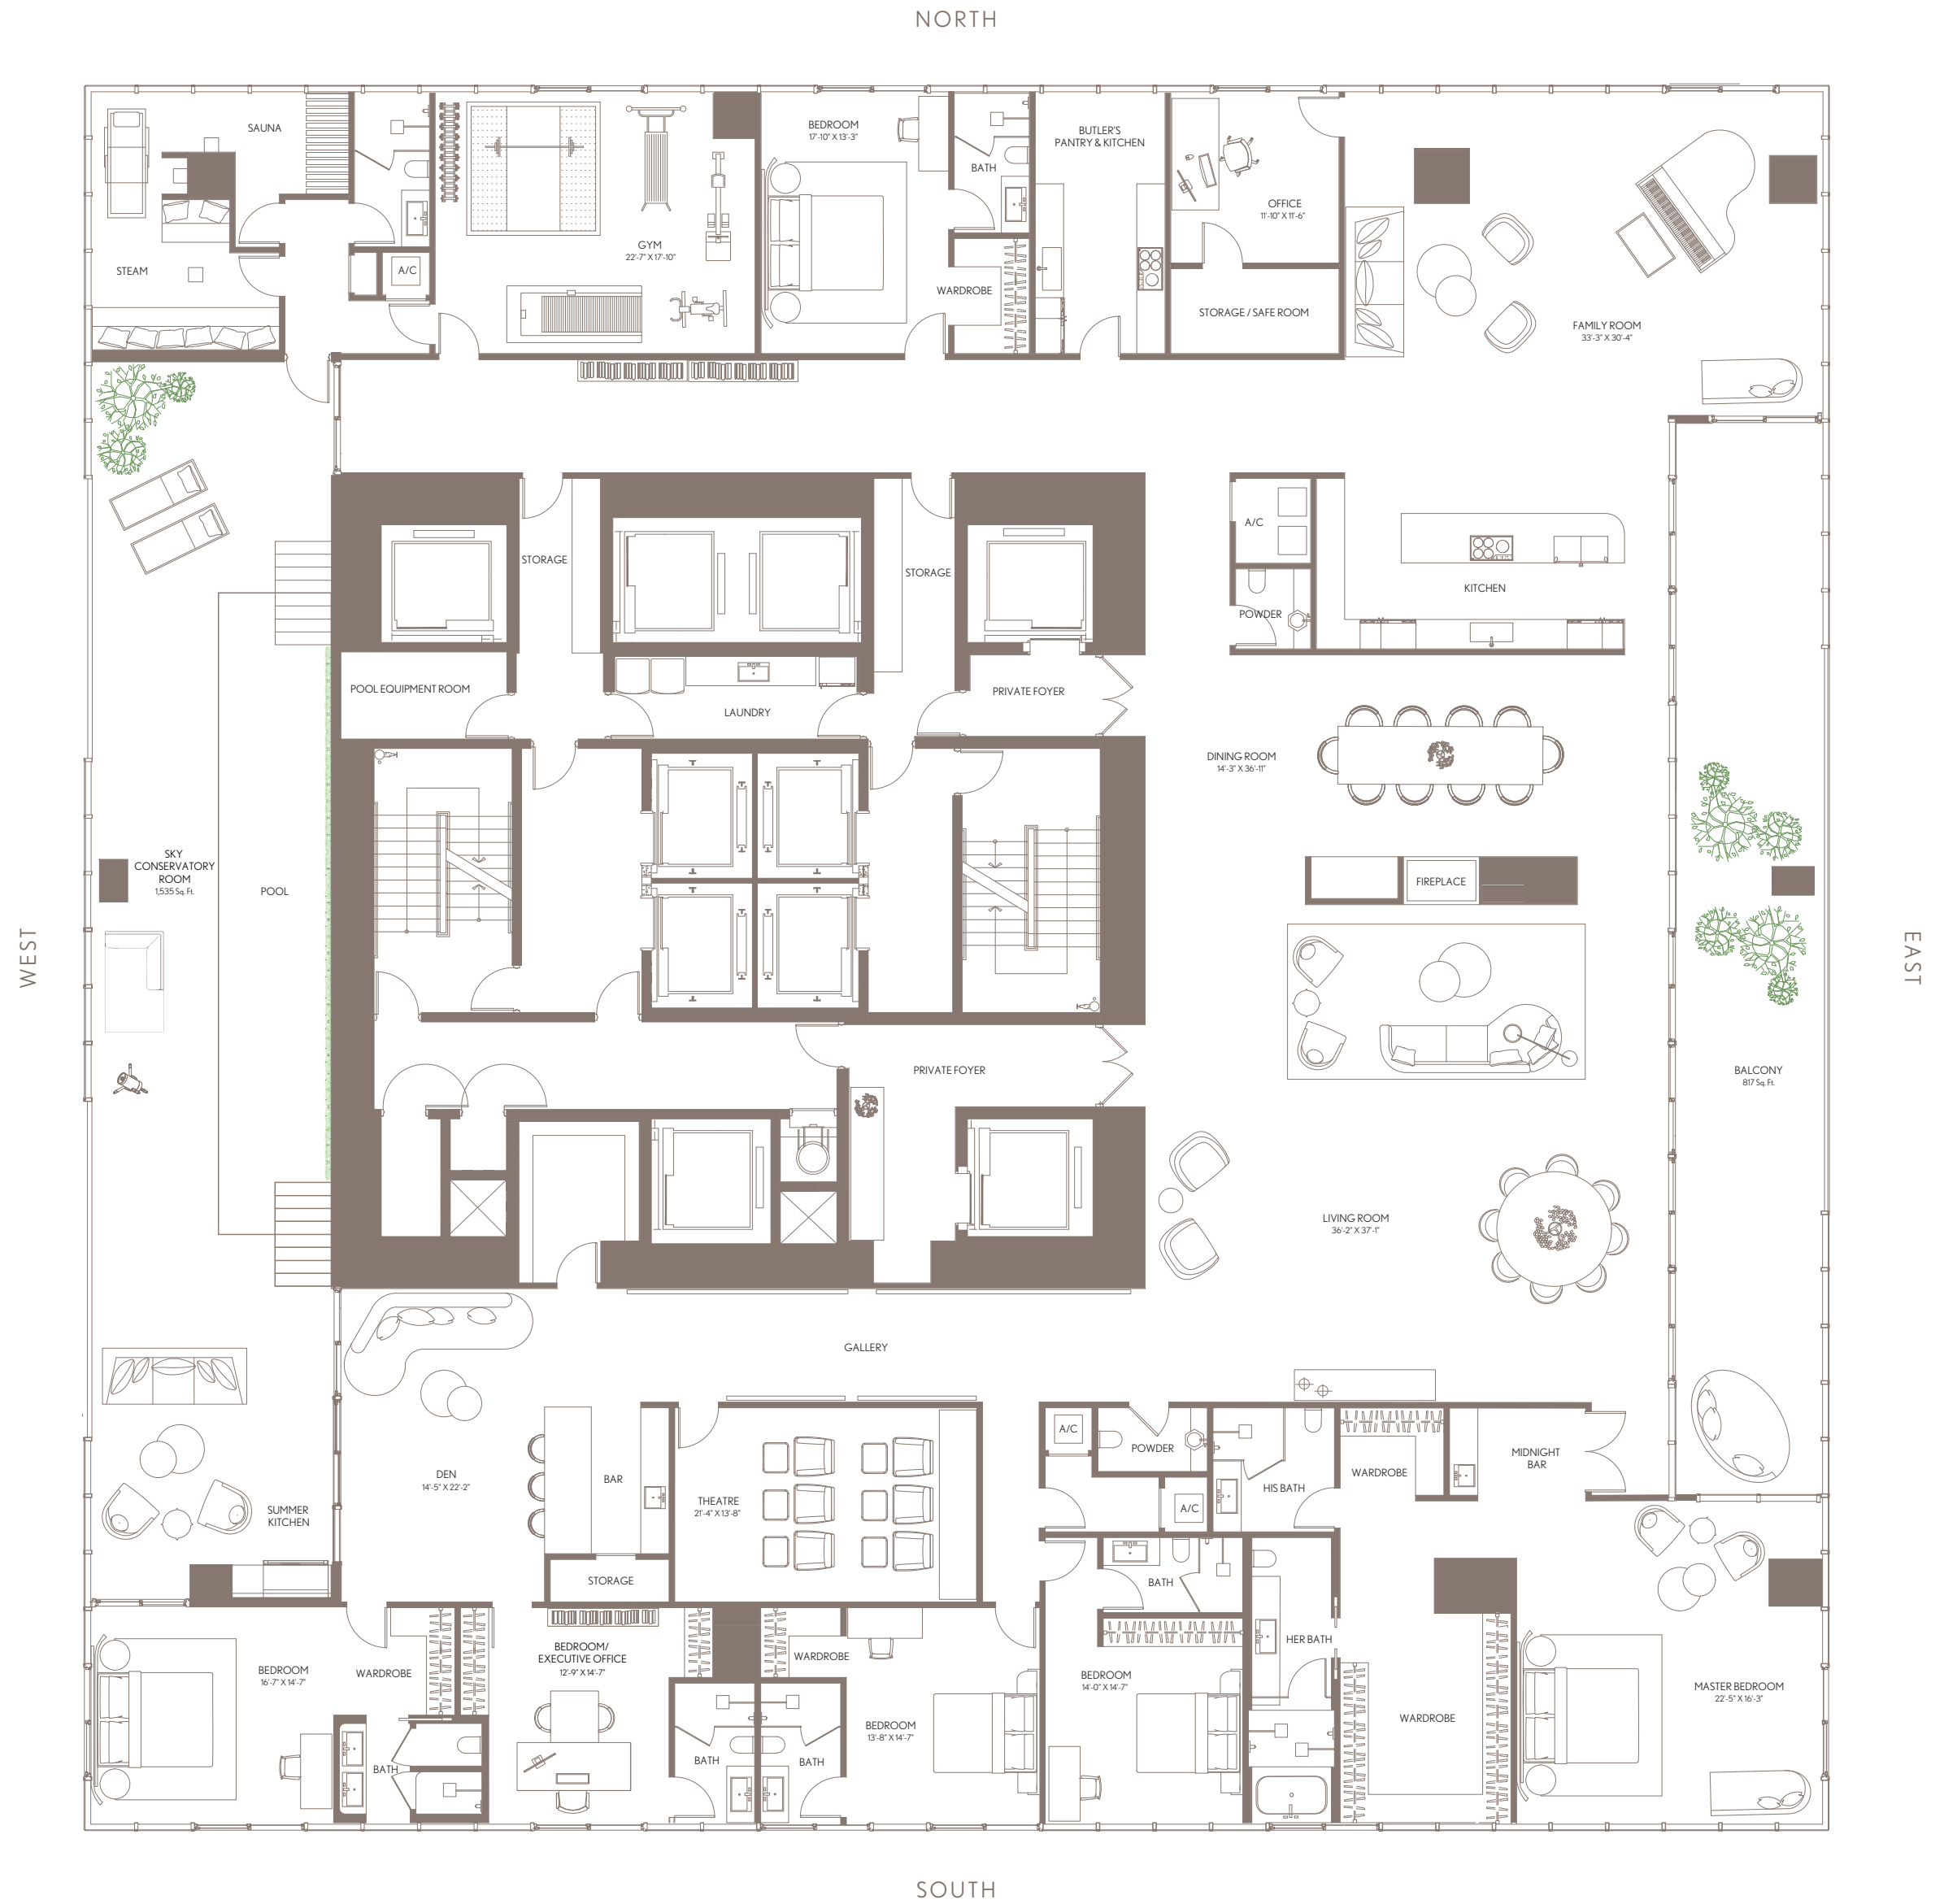 NORTH
SAUNA
BEDROOM
17'-10" X 13'-3"
BUTLER'S
PANTRY & KITCHEN
BATH
OFFICE
11'-10" X 11'-6"
GYM
22'-7" X 17'-10"
STEAM
A/C
WARDROBE
STORAGE / SAFE ROOM
FAMILY ROOM
33'-3" X 30'-4"
A/C
STORAGE
STORAGE
KITCHEN
POWDER
POOL EQUIPMENT ROOM
PRIVATE FOYER
LAUNDRY
DINING ROOM
14'-3" X 36'-11"
SKY
CONSERVATORY
ROOM
1,535 Sq. Ft.
POOL
FIREPLACE
WEST
EAST
PRIVATE FOYER
BALCONY
817 Sq. Ft.
LIVING ROOM
36'-2" X 37'-1"
GALLERY
A/C
POWDER
MIDNIGHT
BAR
DEN
14'-5" X 22'-2"
BAR
WARDROBE
HIS BATH
THEATRE
21'-4" X 13'-8"
A/C
SUMMER
KITCHEN
STORAGE
BATH
HER BATH
BEDROOM/
EXECUTIVE OFFICE
12'-9" X 14'-7"
WARDROBE
BEDROOM
16'-7" X 14'-7"
WARDROBE
BEDROOM
14'-0" X 14'-7"
MASTER BEDROOM
22'-5" X 16'-3"
WARDROBE
BEDROOM
13'-8" X 14'-7"
BATH
BATH
BATH
SOUTH